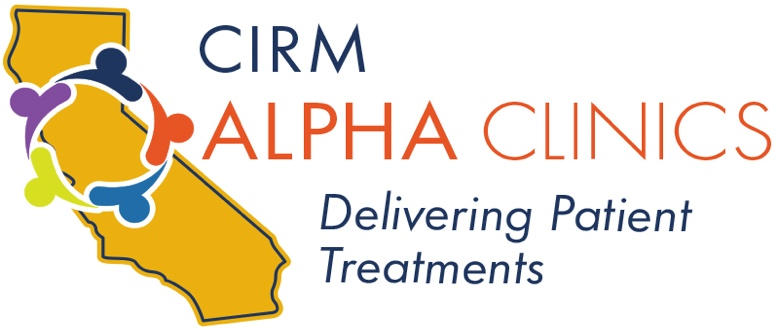 CIRM
ALPHA CLINICS
Delivering Patient
Treatments